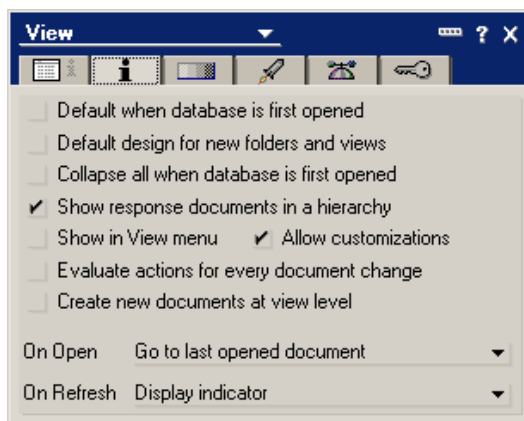 View ? X
i i
Default when database is first opened
Default design for new folders and views
Collapse all when database is first opened
Show response documents in a hierarchy
Show in View menu Allow customizations
Evaluate actions for every document change
Create new documents at view level
On Open Go to last opened document
On Refresh Display indicator